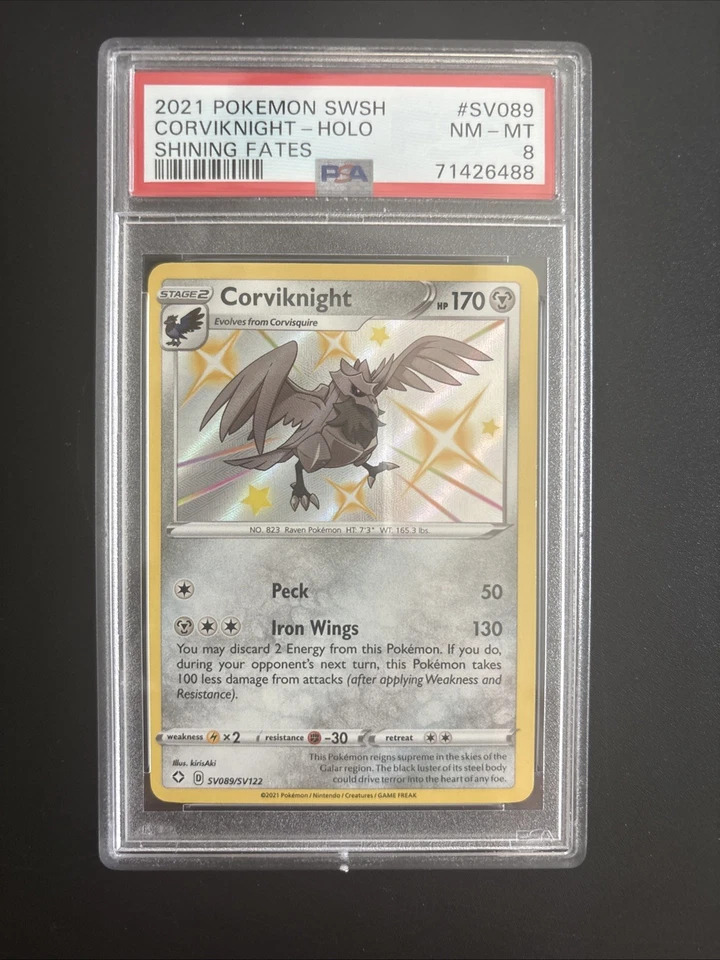 2021 POKEMON SWSH #SV089
CORVIKNIGHT-HOLO NM-MT
SHINING FATES 8
PSA 71426488
STAGE 2 Corviknight HP 170
Evolves from Corvisquire
NO. 823 Raven Pokémon HT: 7'3" WT: 165.3 lbs.
Peck 50
Iron Wings 130
You may discard 2 Energy from this Pokémon. If you do,
during your opponent's next turn, this Pokémon takes
100 less damage from attacks (after applying Weakness and
Resistance).
weakness ×2 resistance -30 retreat
Illus. kirisAki
This Pokémon reigns supreme in the skies of the
Galar region. The black luster of its steel body
could drive terror into the heart of any foe.
D SV089/SV122
©2021 Pokémon / Nintendo / Creatures / GAME FREAK